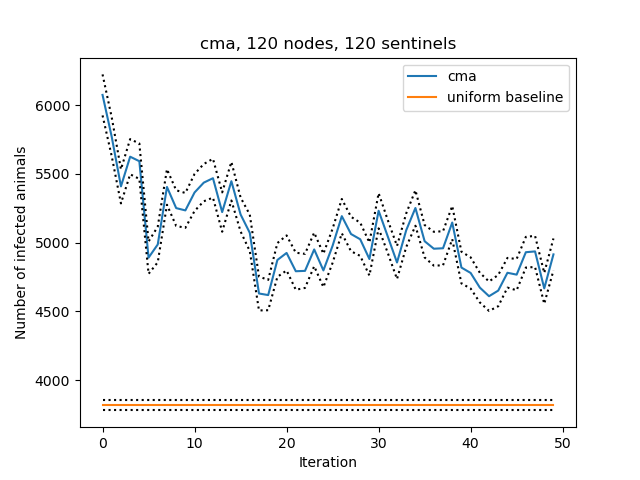 cma, 120 nodes, 120 sentinels
cma
uniform baseline
Number of infected animals
6000
5500
5000
4500
4000
0 10 20 30 40 50
Iteration